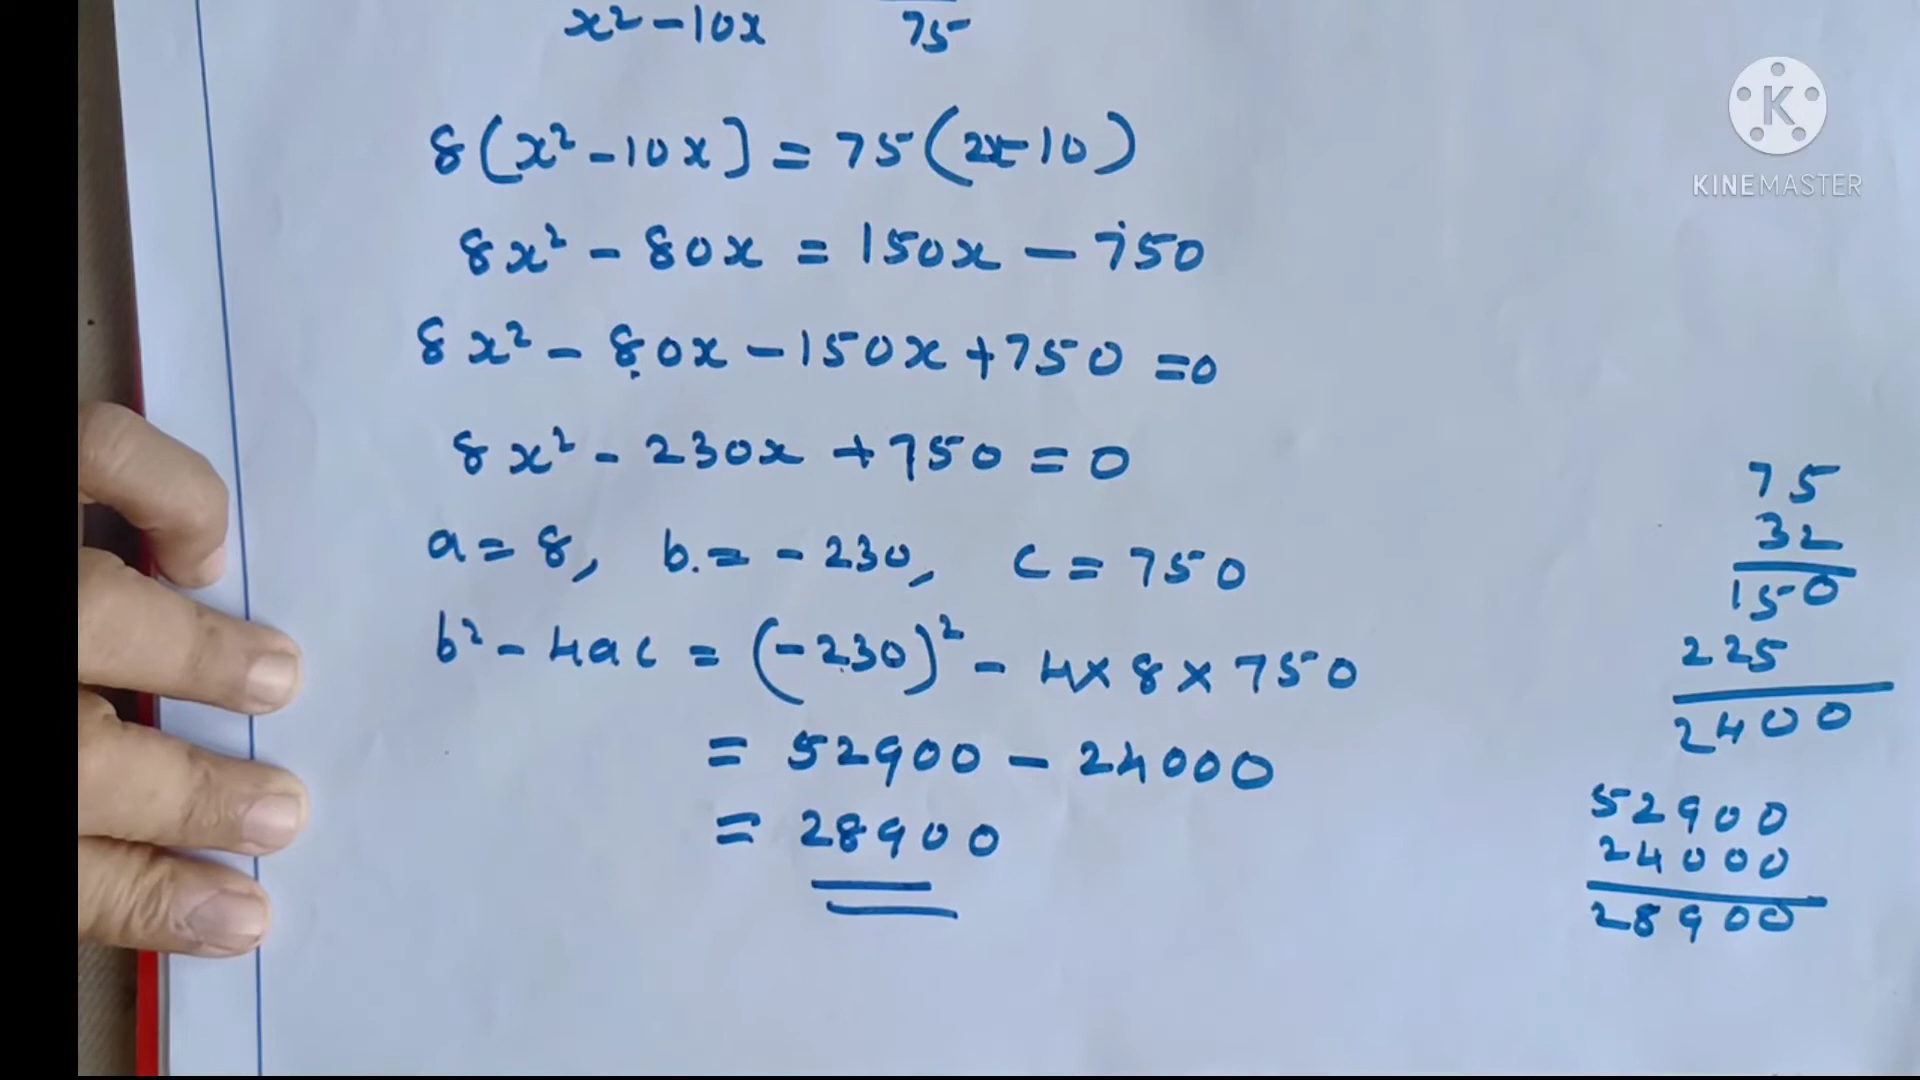 x² - 10x    75
8(x² - 10x) = 75(2x - 10)
8x² - 80x = 150x - 750
8x² - 80x - 150x + 750 = 0
8x² - 230x + 750 = 0
a = 8, b = - 230, c = 750
b² - 4ac = (-230)² - 4 x 8 x 750
= 52900 - 24000
= 28900
75
32
150
225
2400
52900
24000
28900
K
KINEMASTER